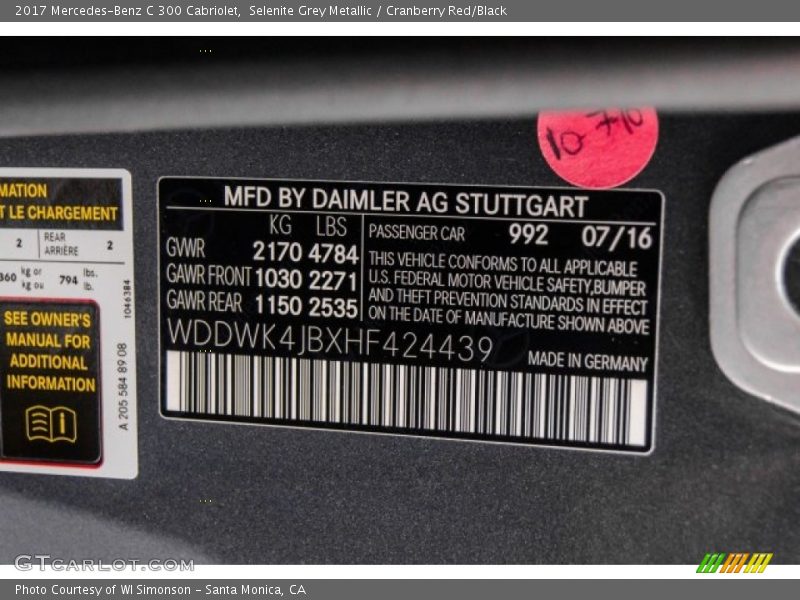 2017 Mercedes-Benz C 300 Cabriolet,  Selenite Grey Metallic / Cranberry Red/Black
10-710
MATION
T LE CHARGEMENT
2 REAR ARRIÈRE 2
360 kg or kg ou 794 lbs. lb.
SEE OWNER'S
MANUAL FOR
ADDITIONAL
INFORMATION
1046384
A 205 584 89 08
MFD BY DAIMLER AG STUTTGART
KG LBS
GWR 2170 4784
GAWR FRONT 1030 2271
GAWR REAR 1150 2535
PASSENGER CAR 992 07/16
THIS VEHICLE CONFORMS TO ALL APPLICABLE
U.S. FEDERAL MOTOR VEHICLE SAFETY,BUMPER
AND THEFT PREVENTION STANDARDS IN EFFECT
ON THE DATE OF MANUFACTURE SHOWN ABOVE
WDDWK4JBXHF424439
MADE IN GERMANY
GTCARLOT.COM
Photo Courtesy of WI Simonson - Santa Monica, CA